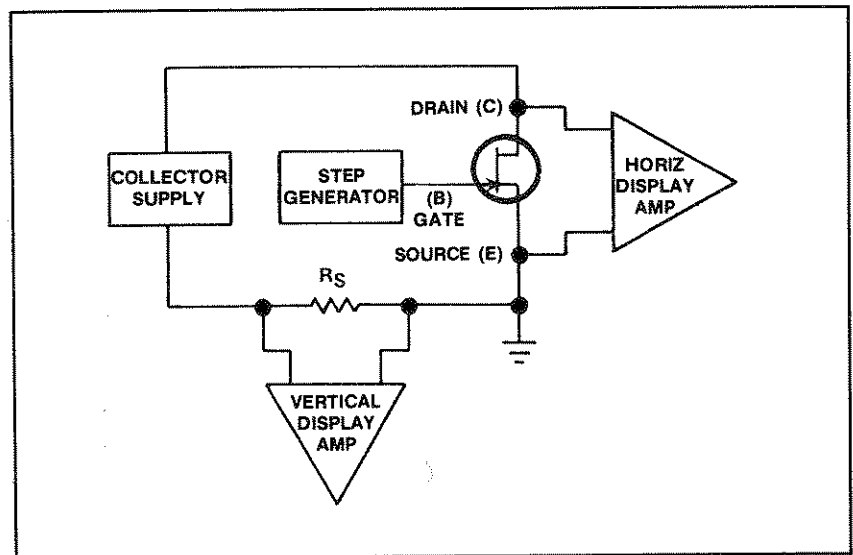 DRAIN (C)
COLLECTOR
SUPPLY
STEP
GENERATOR
(B)
GATE
HORIZ
DISPLAY
AMP
SOURCE (E)
RS
VERTICAL
DISPLAY
AMP